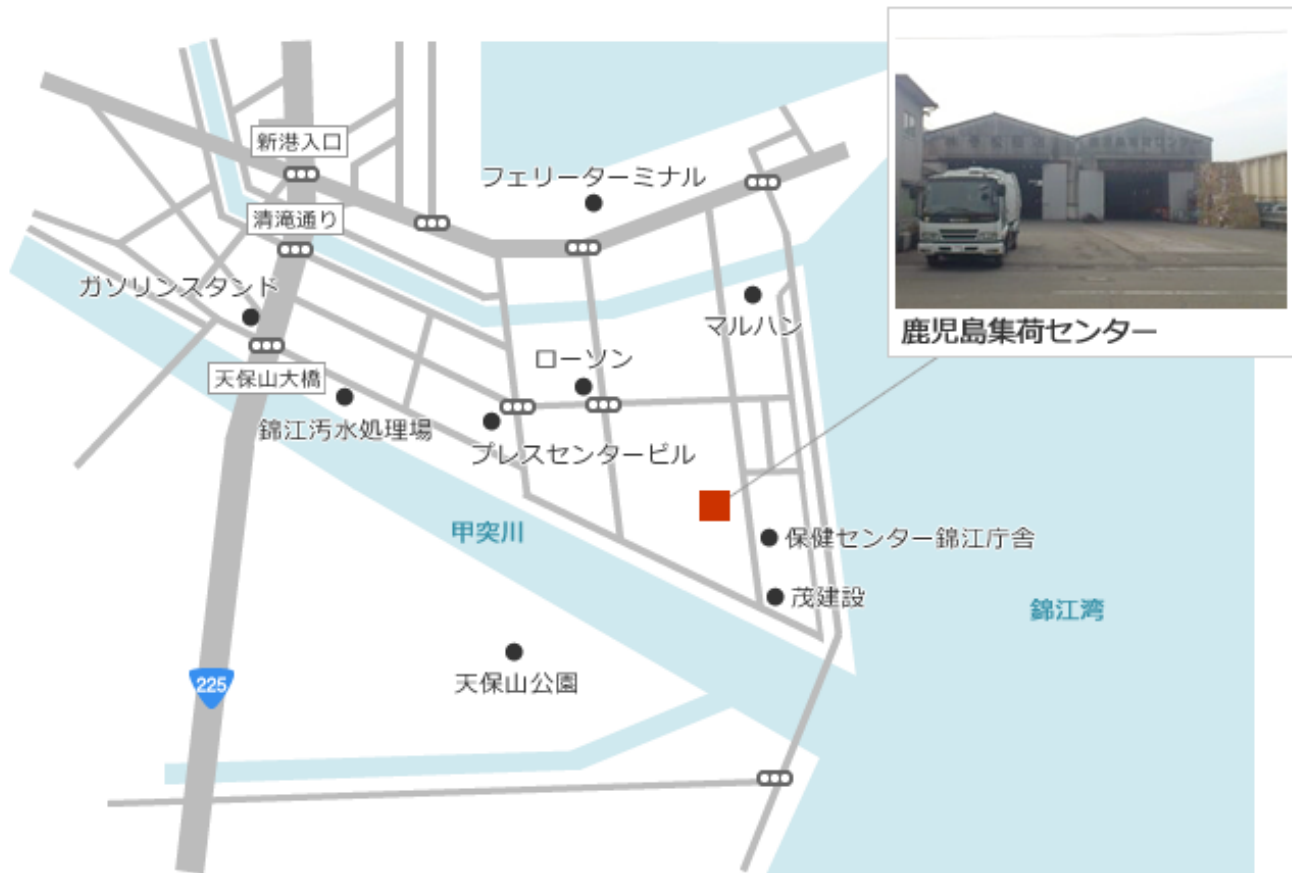 新港入口
フェリーターミナル
清滝通り
ガソリンスタンド
マルハン
鹿児島集荷センター
ローソン
天保山大橋
錦江汚水処理場
プレスセンタービル
甲突川
保健センター錦江庁舎
茂建設
錦江湾
天保山公園
225